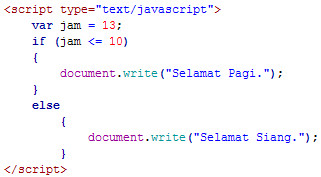 <script type="text/javascript">
    var jam = 13;
    if (jam <= 10)
    {
        document.write("Selamat Pagi.");
    }
    else
        {
            document.write("Selamat Siang.");
        }
</script>